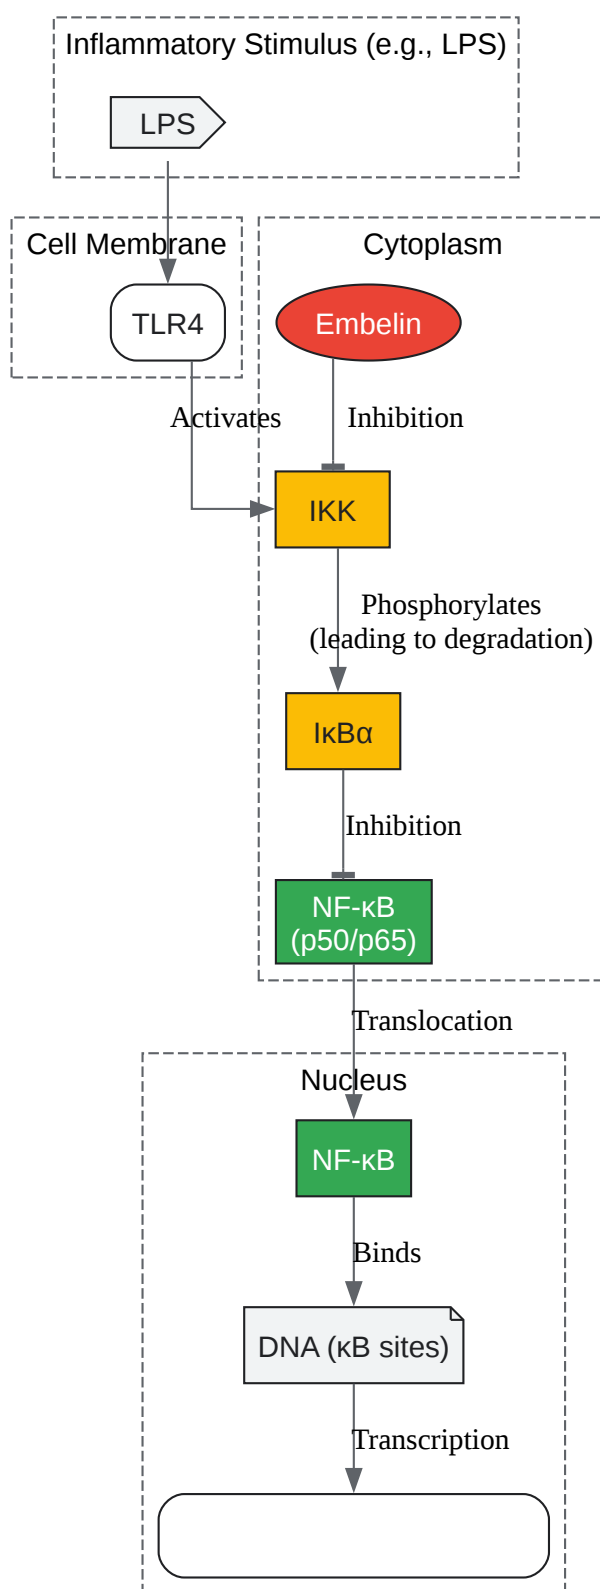 Inflammatory Stimulus (e.g., LPS)
LPS
Cell Membrane
Cytoplasm
TLR4
Embelin
Activates
Inhibition
IKK
Phosphorylates
(leading to degradation)
IκBα
Inhibition
NF-κB
(p50/p65)
Translocation
Nucleus
NF-κB
Binds
DNA (κB sites)
Transcription